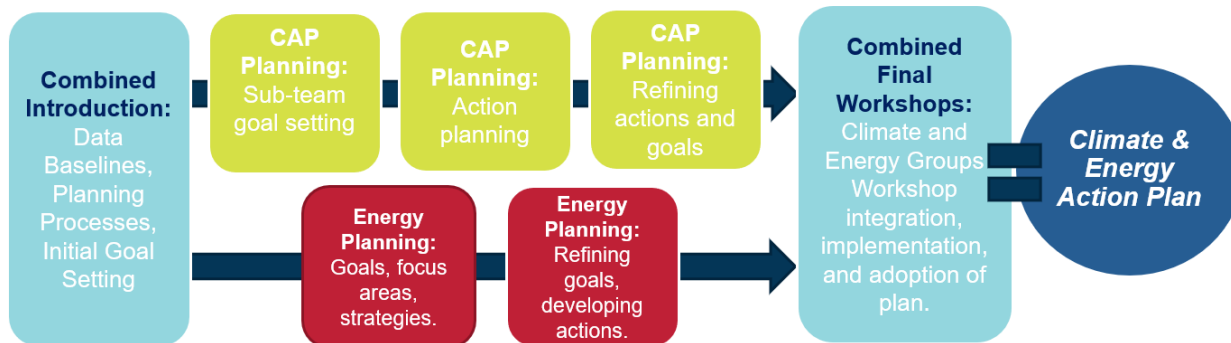 Combined
Introduction:
Data
Baselines,
Planning
Processes,
Initial Goal
Setting
CAP
Planning:
Sub-team
goal setting
CAP
Planning:
Action
planning
CAP
Planning:
Refining
actions and
goals
Energy
Planning:
Goals, focus
areas,
strategies.
Energy
Planning:
Refining
goals,
developing
actions.
Combined
Final
Workshops:
Climate and
Energy Groups
Workshop
integration,
implementation,
and adoption of
plan.
Climate &
Energy
Action Plan